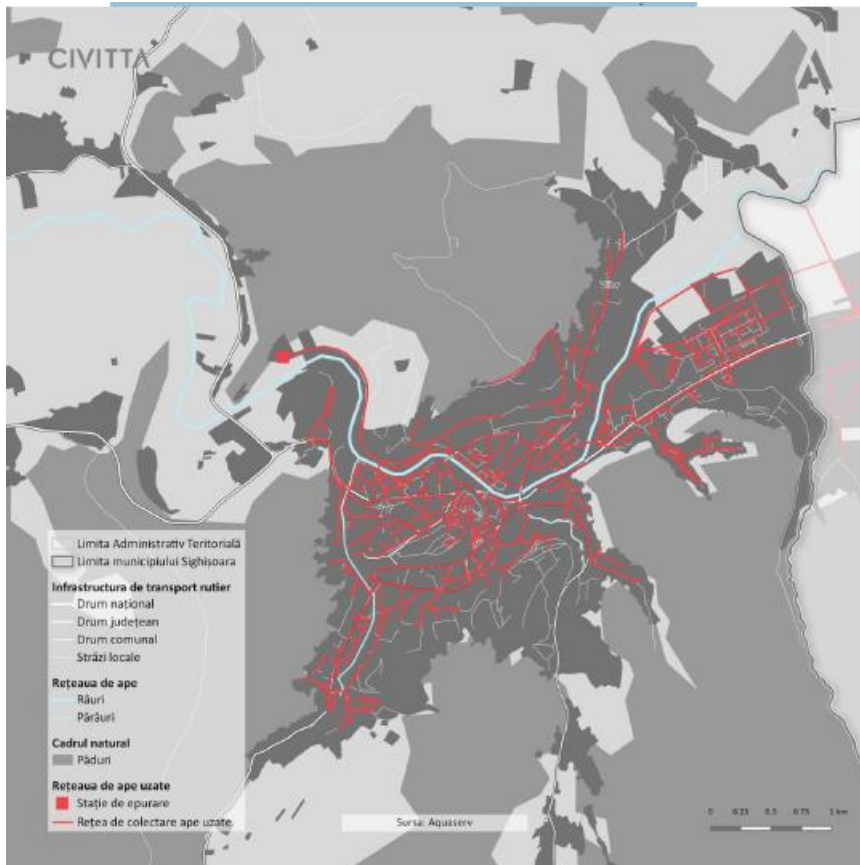 CIVITTA
Limita Administrativ Teritorială
Limita municipiului Sighișoara
Infrastructura de transport rutier
Drum național
Drum județean
Drum comunal
Străzi locale
Rețeaua de ape
Râuri
Pârâuri
Cadrul natural
Păduri
Rețeaua de ape uzate
Stație de epurare
Rețea de colectare ape uzate
Sursa: Aquaserv
0 0.25 0.5 0.75 1 km